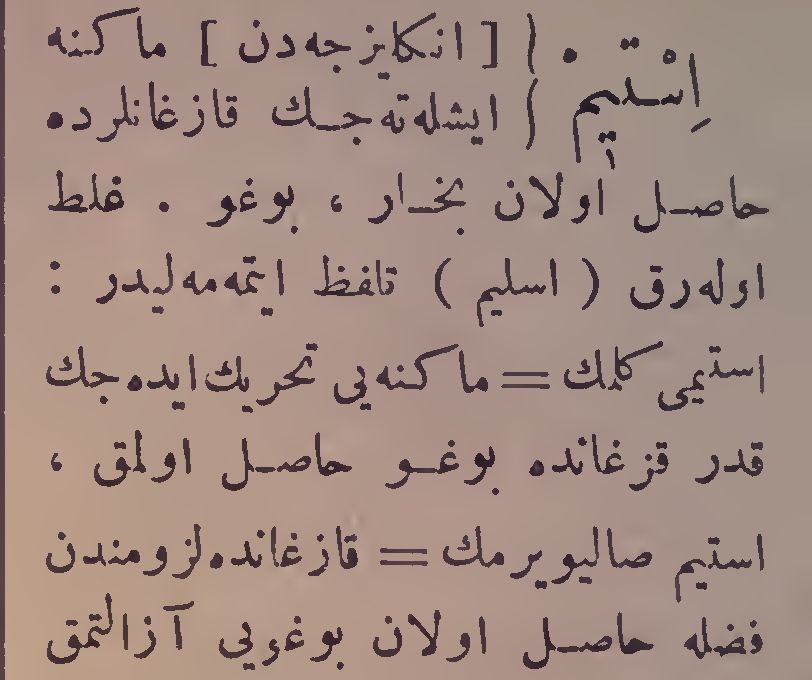 اِسْتیم · ( [ انكليزجه‌دن ] ماكنه
( ايشله‌ته‌جك قازغانلرده
حاصل اولان بخار ، بوغو . غلط
اوله‌رق ( اسليم ) تلفظ ايتمه‌مه‌ليدر :
استيمى كلمك = ماكنه‌يى تحريك ايده‌جك
قدر قزغانده بوغو حاصل اولمق ،
استيم صاليويرمك = قازغانده لزومندن
فضله حاصل اولان بوغويى آزالتمق